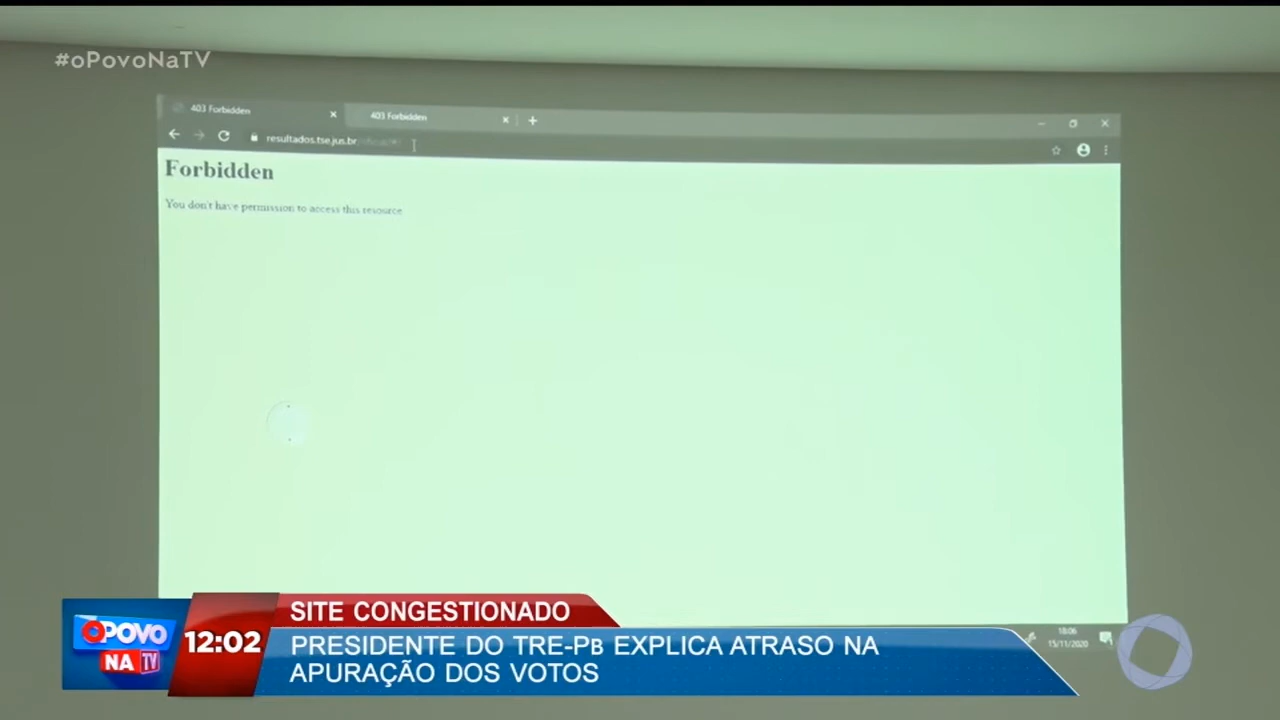 #oPovoNaTV
403 Forbidden
403 Forbidden
resultados.tse.jus.br
Forbidden
You don't have permission to access this resource
18:06
15/11/2020
SITE CONGESTIONADO
O POVO NA TV
12:02
PRESIDENTE DO TRE-PB EXPLICA ATRASO NA
APURAÇÃO DOS VOTOS